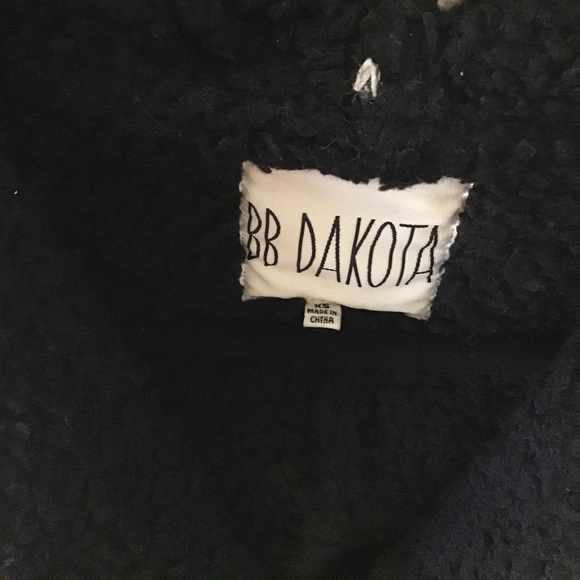 BB DAKOTA
XS
MADE IN
CHINA